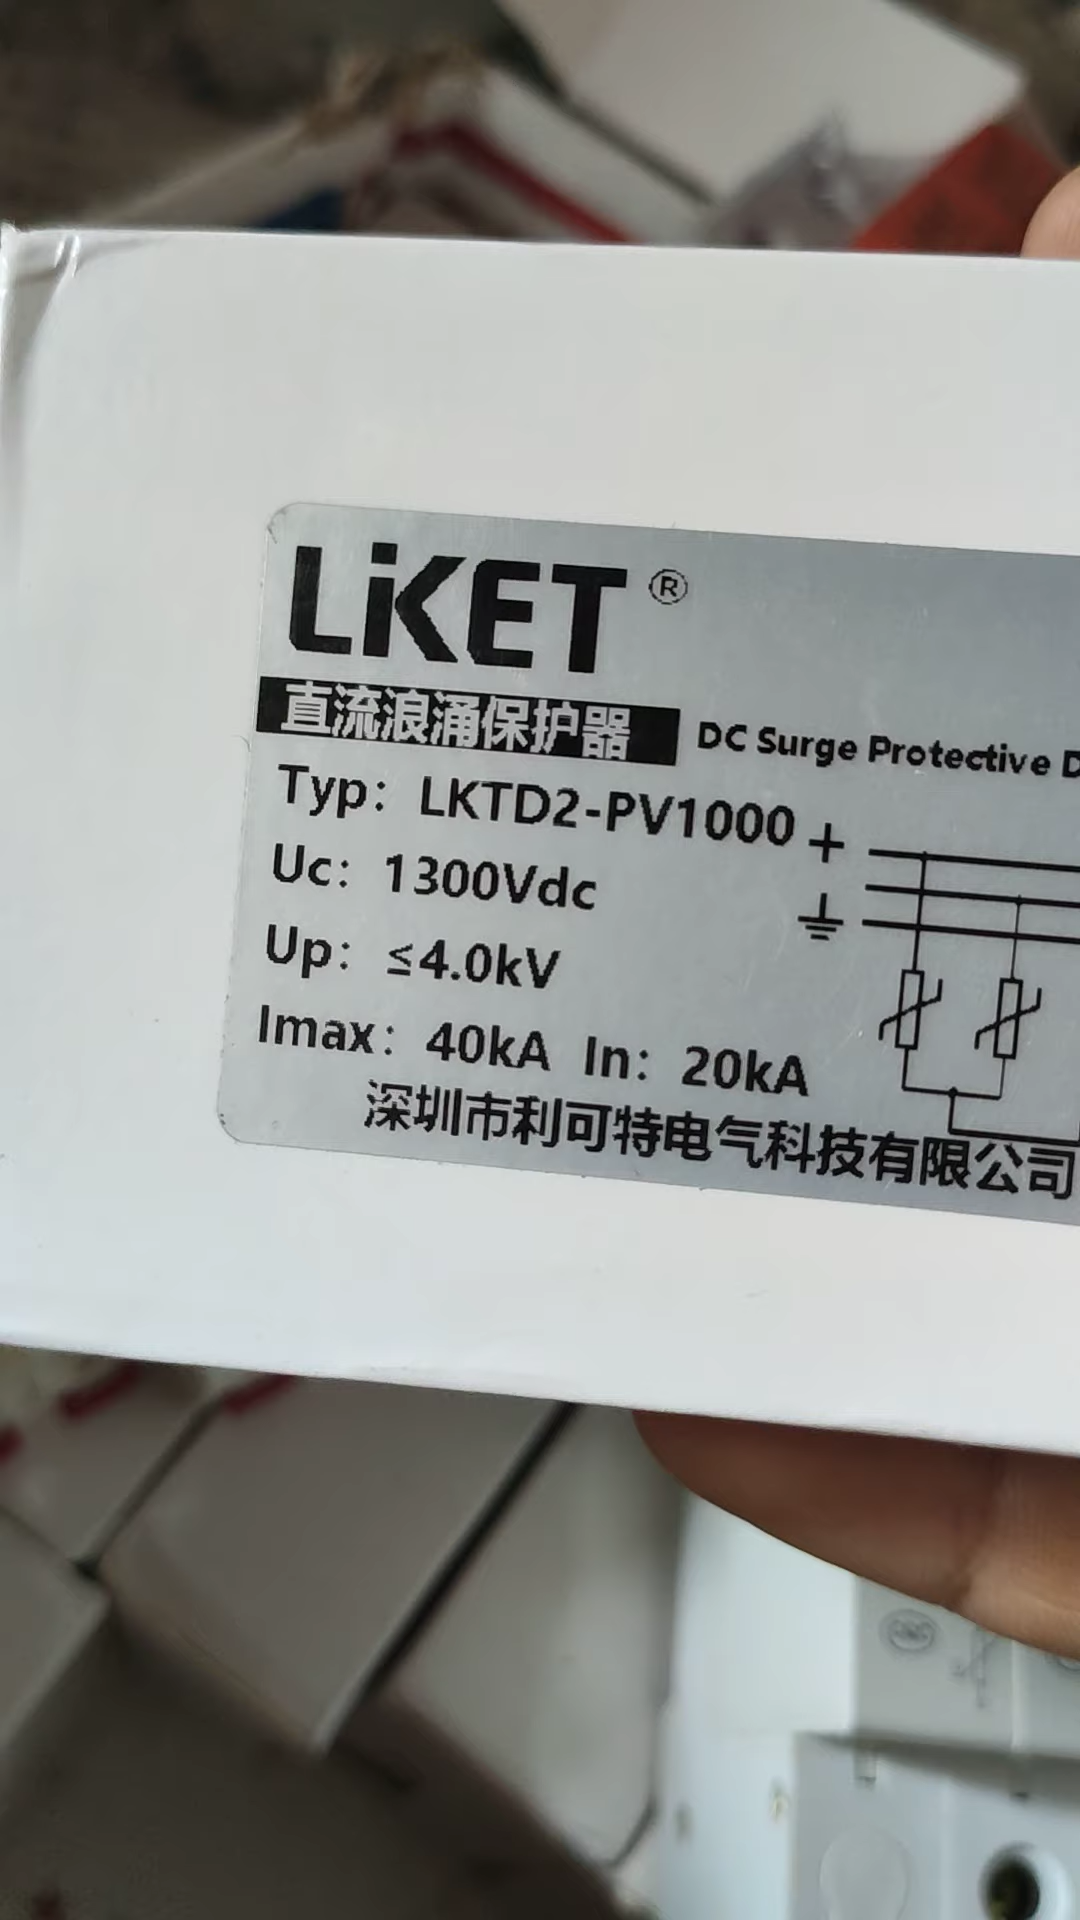 LiKET ®
直流浪涌保护器 DC Surge Protective D
Typ: LKTD2-PV1000
Uc: 1300Vdc
Up: ≤4.0kV
Imax: 40kA In: 20kA
深圳市利可特电气科技有限公司